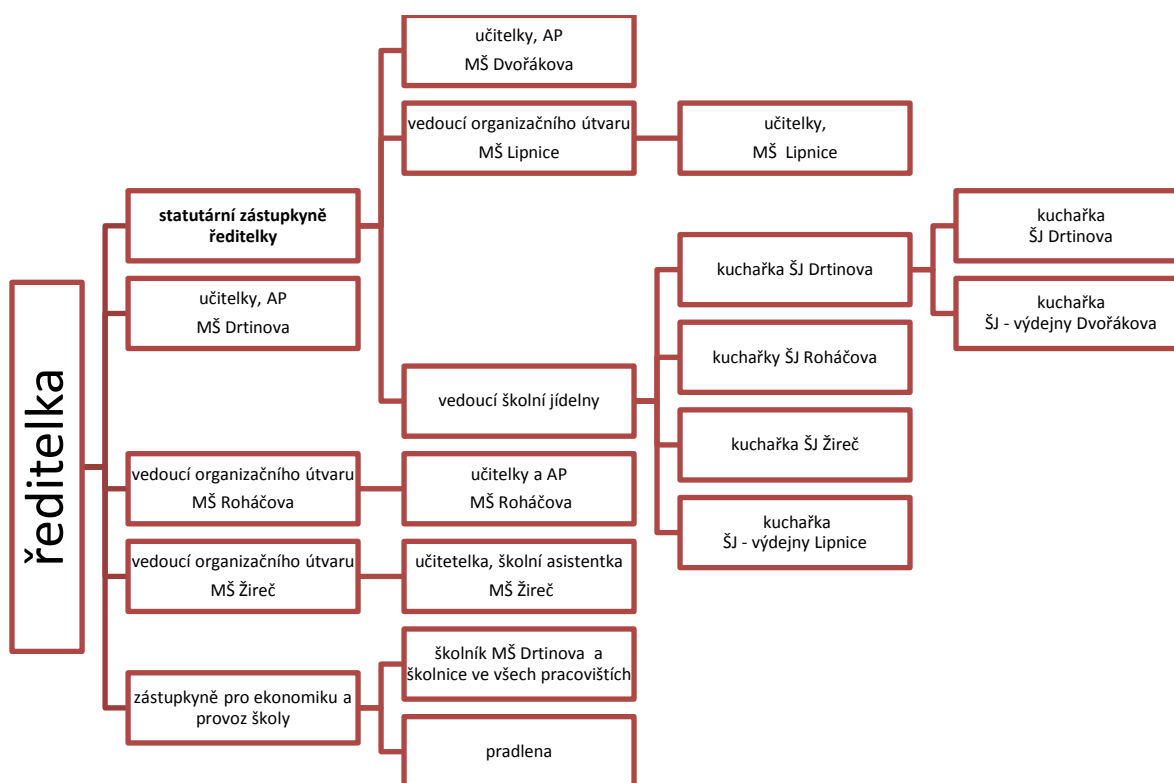 ředitelka
statutární zástupkyně
ředitelky
učitelky, AP
MŠ Dvořákova
vedoucí organizačního útvaru
MŠ Lipnice
učitelky,
MŠ Lipnice
vedoucí školní jídelny
kuchařka ŠJ Drtinova
kuchařka
ŠJ Drtinova
kuchařka
ŠJ - výdejny Dvořákova
kuchařky ŠJ Roháčova
kuchařka ŠJ Žireč
kuchařka
ŠJ - výdejny Lipnice
učitelky, AP
MŠ Drtinova
vedoucí organizačního útvaru
MŠ Roháčova
učitelky a AP
MŠ Roháčova
vedoucí organizačního útvaru
MŠ Žireč
učitetelka, školní asistentka
MŠ Žireč
zástupkyně pro ekonomiku a
provoz školy
školník MŠ Drtinova a
školnice ve všech pracovištích
pradlena